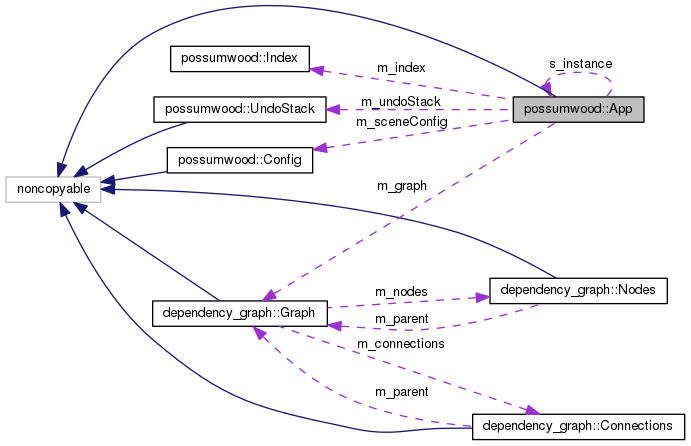 s_instance
possumwood::Index
m_index
possumwood::UndoStack
m_undoStack
possumwood::App
m_sceneConfig
possumwood::Config
noncopyable
m_graph
m_nodes
dependency_graph::Nodes
dependency_graph::Graph
m_parent
m_connections
m_parent
dependency_graph::Connections